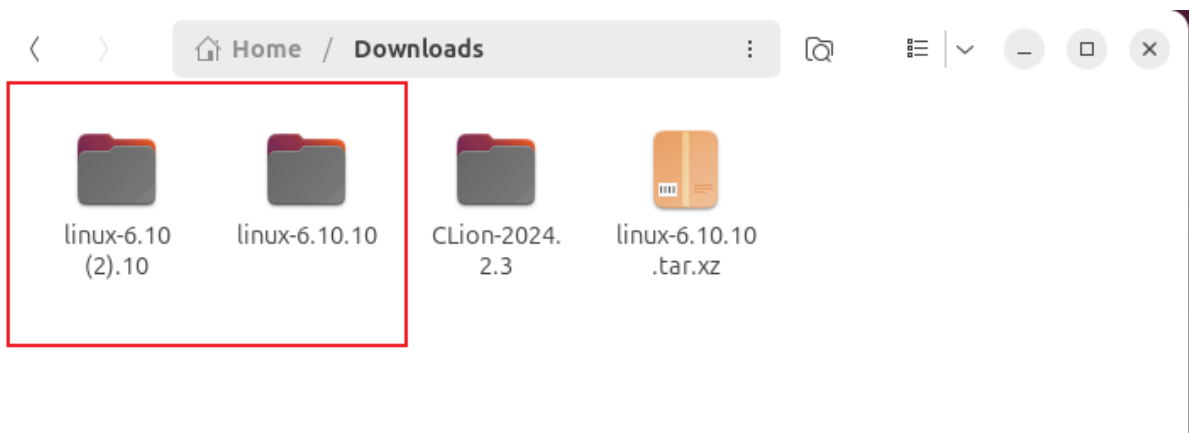 Home / Downloads
linux-6.10
(2).10
linux-6.10.10
CLion-2024.
2.3
linux-6.10.10
.tar.xz